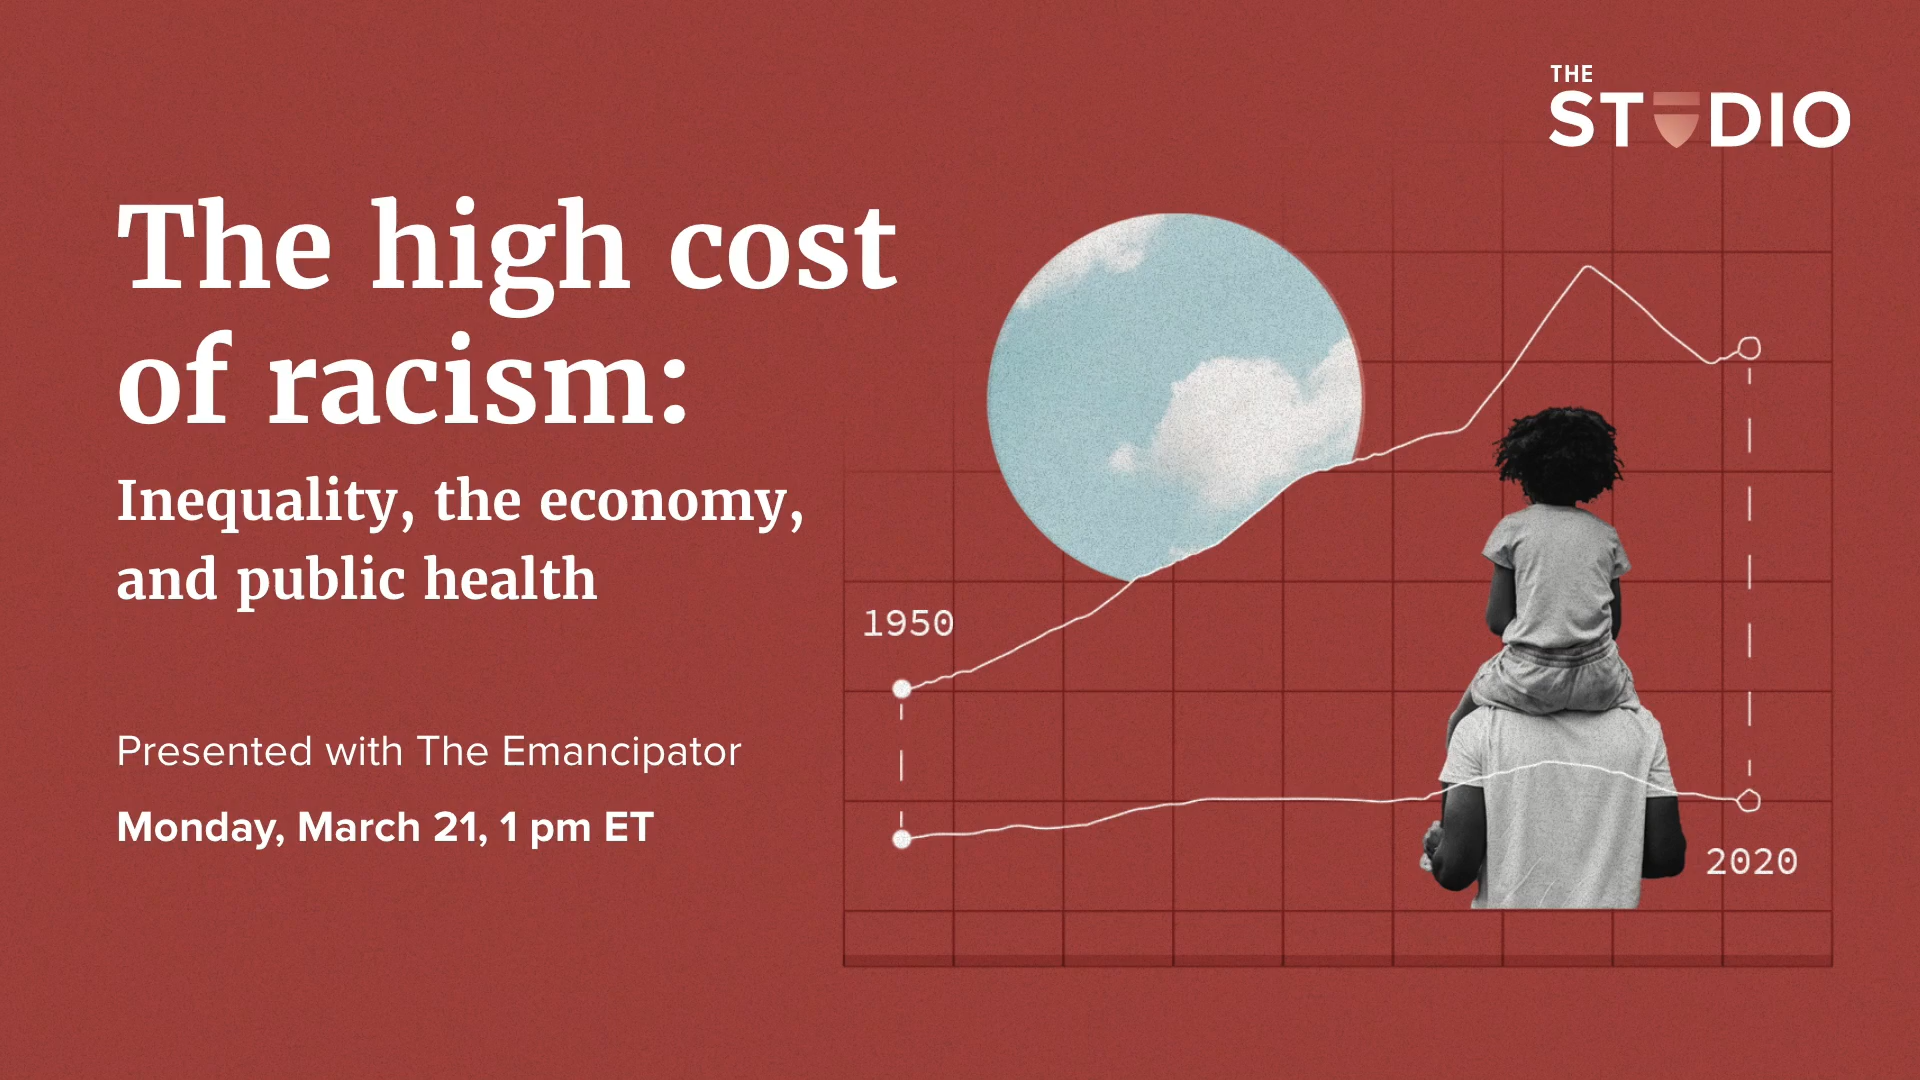 THE
STUDIO
The high cost
of racism:
Inequality, the economy,
and public health
Presented with The Emancipator
Monday, March 21, 1 pm ET
1950
2020